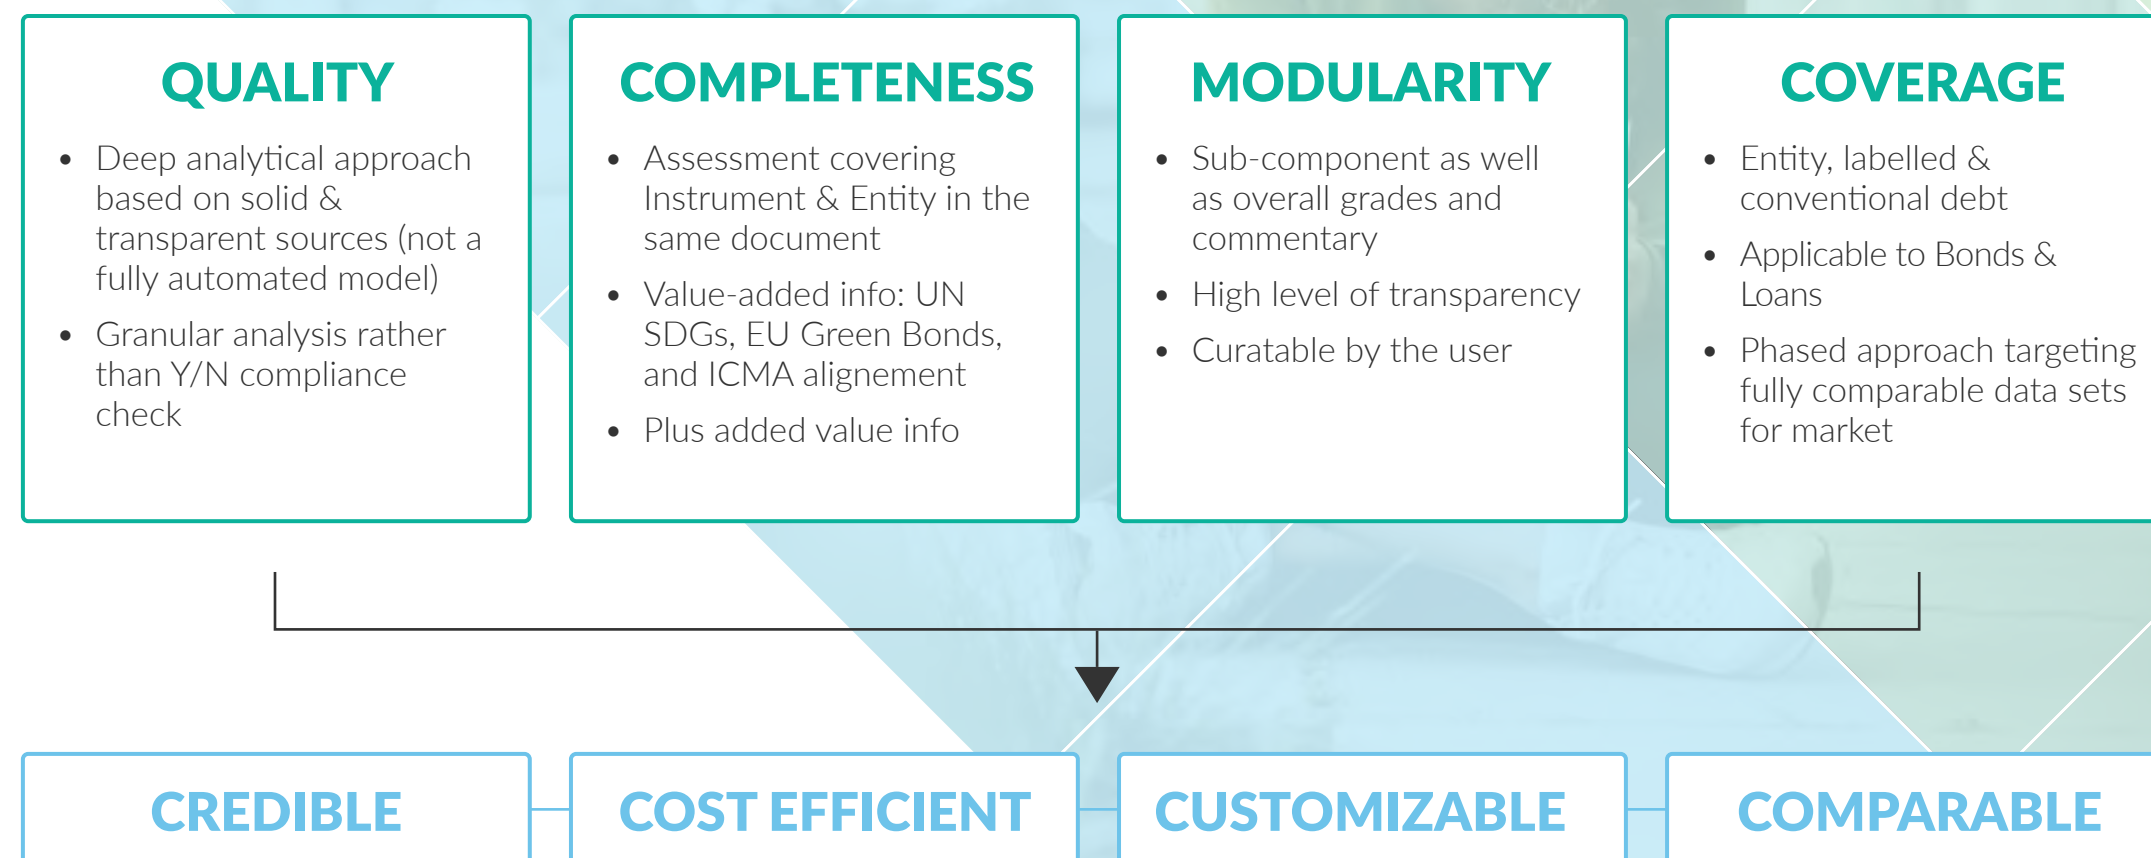 QUALITY
• Deep analytical approach
based on solid &
transparent sources (not a
fully automated model)
• Granular analysis rather
than Y/N compliance
check
COMPLETENESS
• Assessment covering
Instrument & Entity in the
same document
• Value-added info: UN
SDGs, EU Green Bonds,
and ICMA alignement
• Plus added value info
MODULARITY
• Sub-component as well
as overall grades and
commentary
• High level of transparency
• Curatable by the user
COVERAGE
• Entity, labelled &
conventional debt
• Applicable to Bonds &
Loans
• Phased approach targeting
fully comparable data sets
for market
CREDIBLE
COST EFFICIENT
CUSTOMIZABLE
COMPARABLE